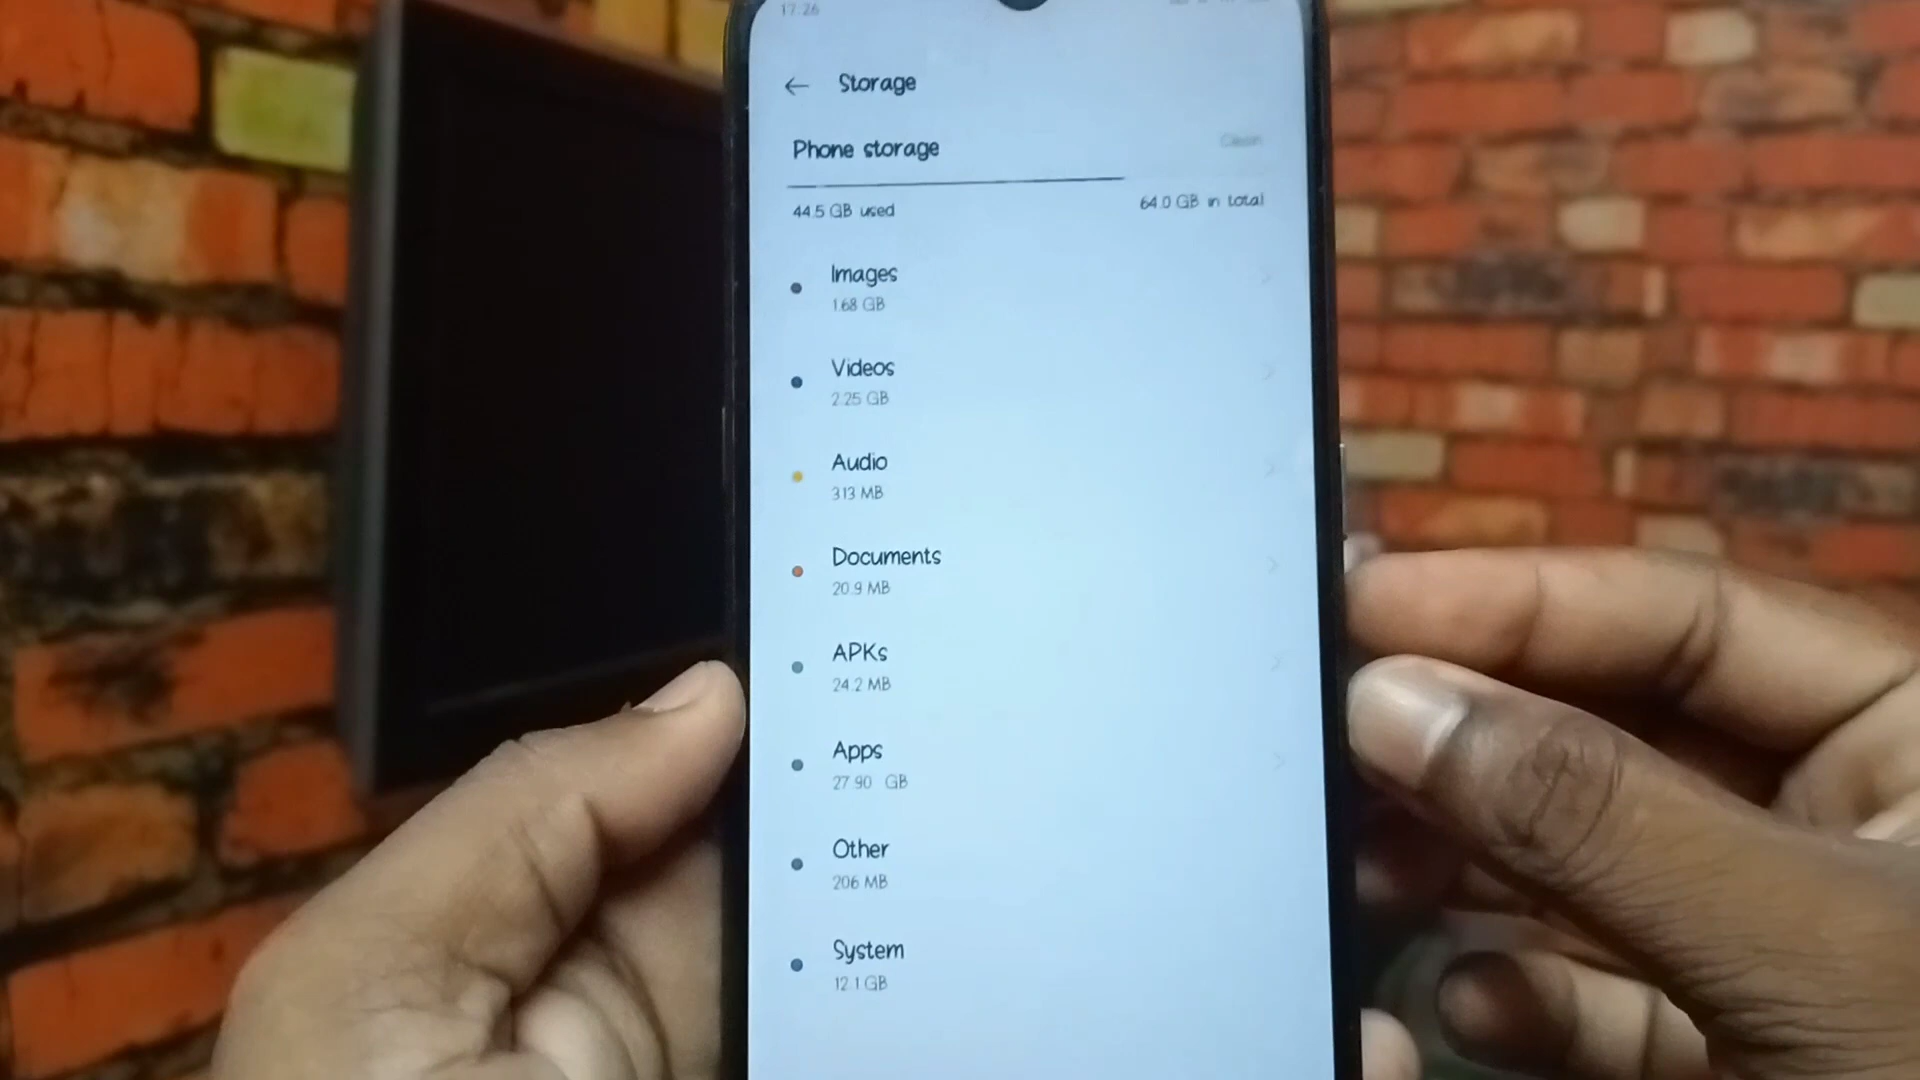 17:26
Storage
Phone storage
Clean
44.5 GB used
64.0 GB in total
Images
1.68 GB
Videos
2.25 GB
Audio
313 MB
Documents
20.9 MB
APKs
24.2 MB
Apps
27.90 GB
Other
206 MB
System
12.1 GB